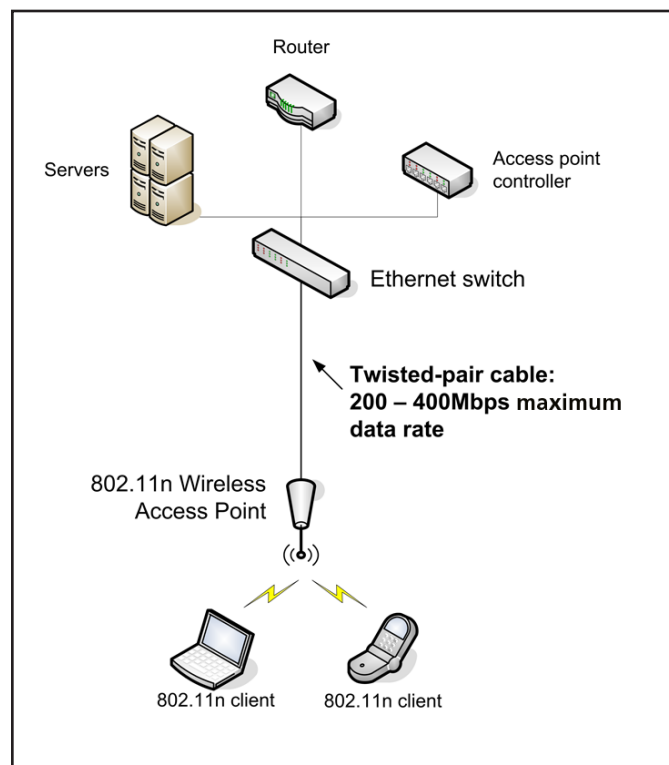 Router
Servers
Access point
controller
Ethernet switch
Twisted-pair cable:
200 – 400Mbps maximum
data rate
802.11n Wireless
Access Point
802.11n client
802.11n client